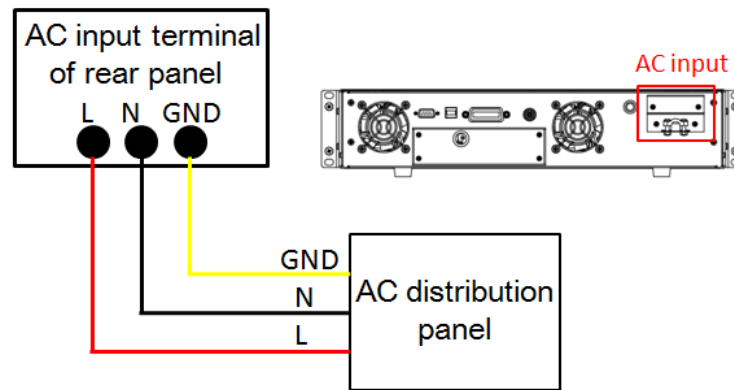 AC input terminal
of rear panel
L N GND
AC input
GND
N
L
AC distribution
panel